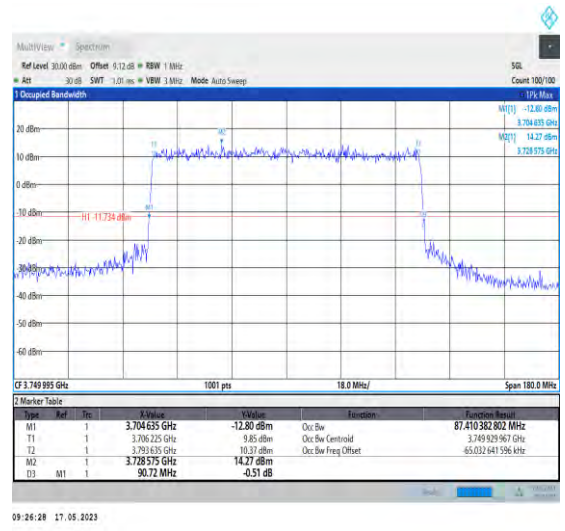 MultiView Spectrum
Ref Level 30.00 dBm Offset 9.12 dB RBW 1 MHz SGL
Att 30 dB SWT 1.01 ms VBW 3 MHz Mode Auto Sweep Count 100/100
1 Occupied Bandwidth 1Pk Max
M1[1] -12.80 dBm
3.704 635 GHz
M2[1] 14.27 dBm
3.728 575 GHz
20 dBm
M2
T1
10 dBm
0 dBm
M1
-10 dBm
H1 -11.734 dBm
-20 dBm
-30 dBm
-40 dBm
-50 dBm
-60 dBm
CF 3.749 995 GHz 1001 pts 18.0 MHz/ Span 180.0 MHz
2 Marker Table
Type Ref Trc X-Value Y-Value Function Function Result
M1 1 3.704 635 GHz -12.80 dBm Occ Bw 87.410 382 802 MHz
T1 1 3.706 225 GHz 9.85 dBm Occ Bw Centroid 3.749 929 967 GHz
T2 1 3.793 635 GHz 10.37 dBm Occ Bw Freq Offset -65.032 641 596 kHz
M2 1 3.728 575 GHz 14.27 dBm
D3 M1 1 90.72 MHz -0.51 dB
09:26:28 17.05.2023